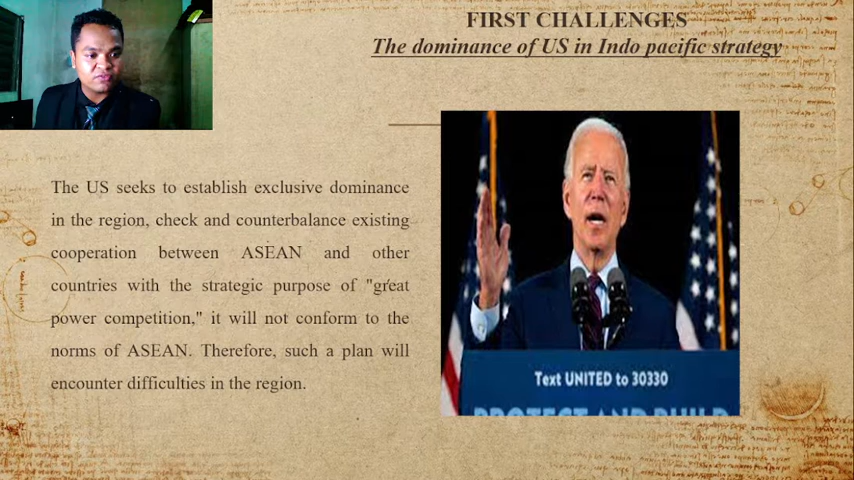 FIRST CHALLENGES
The dominance of US in Indo pacific strategy
The US seeks to establish exclusive dominance
in the region, check and counterbalance existing
cooperation between ASEAN and other
countries with the strategic purpose of "great
power competition," it will not conform to the
norms of ASEAN. Therefore, such a plan will
encounter difficulties in the region.
Text UNITED to 30330
PROTECT AND BUILD